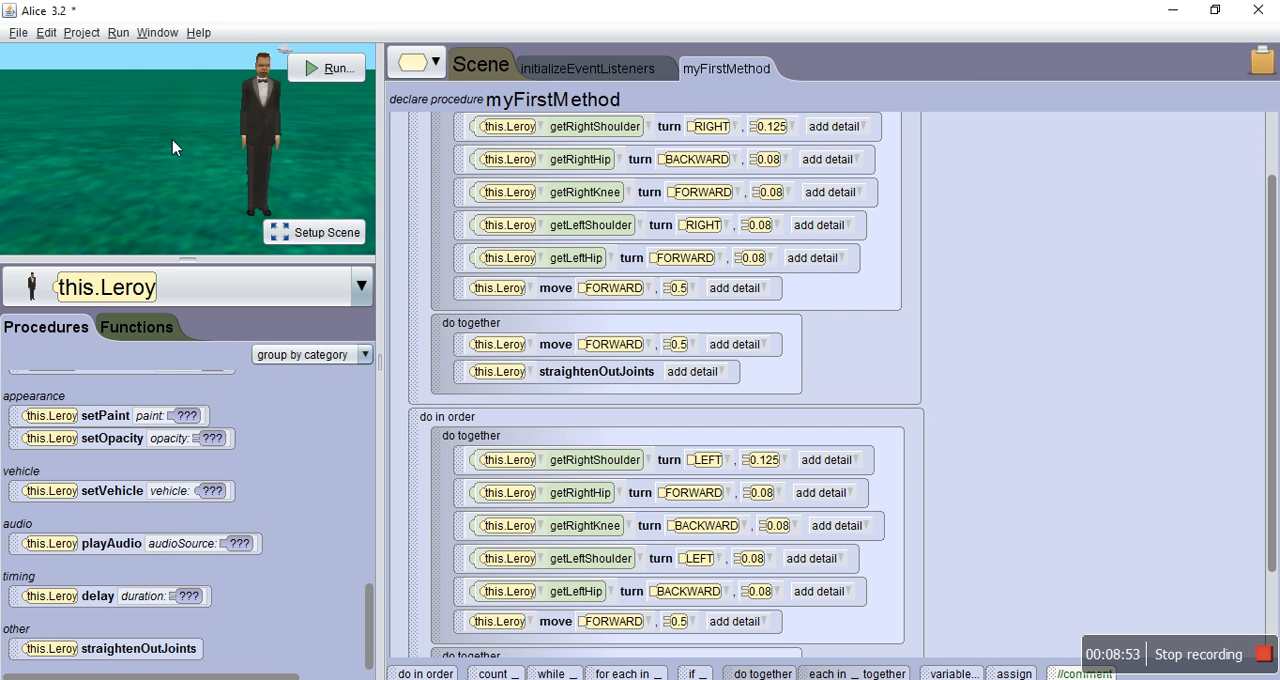 Alice 3.2 *
File Edit Project Run Window Help
Run...
Setup Scene
this.Leroy
Procedures Functions
group by category
appearance
this.Leroy setPaint paint: ???
this.Leroy setOpacity opacity: ???
vehicle
this.Leroy setVehicle vehicle: ???
audio
this.Leroy playAudio audioSource: ???
timing
this.Leroy delay duration: ???
other
this.Leroy straightenOutJoints
Scene initializeEventListeners myFirstMethod
declare procedure myFirstMethod
this.Leroy getRightShoulder turn RIGHT , 0.125 add detail
this.Leroy getRightHip turn BACKWARD , 0.08 add detail
this.Leroy getRightKnee turn FORWARD , 0.08 add detail
this.Leroy getLeftShoulder turn RIGHT , 0.08 add detail
this.Leroy getLeftHip turn FORWARD , 0.08 add detail
this.Leroy move FORWARD , 0.5 add detail
do together
this.Leroy move FORWARD , 0.5 add detail
this.Leroy straightenOutJoints add detail
do in order
do together
this.Leroy getRightShoulder turn LEFT , 0.125 add detail
this.Leroy getRightHip turn FORWARD , 0.08 add detail
this.Leroy getRightKnee turn BACKWARD , 0.08 add detail
this.Leroy getLeftShoulder turn LEFT , 0.08 add detail
this.Leroy getLeftHip turn BACKWARD , 0.08 add detail
this.Leroy move FORWARD , 0.5 add detail
do together
do in order count _ while _ for each in _ if _ do together each in _ together variable... assign //comment
00:08:53 Stop recording